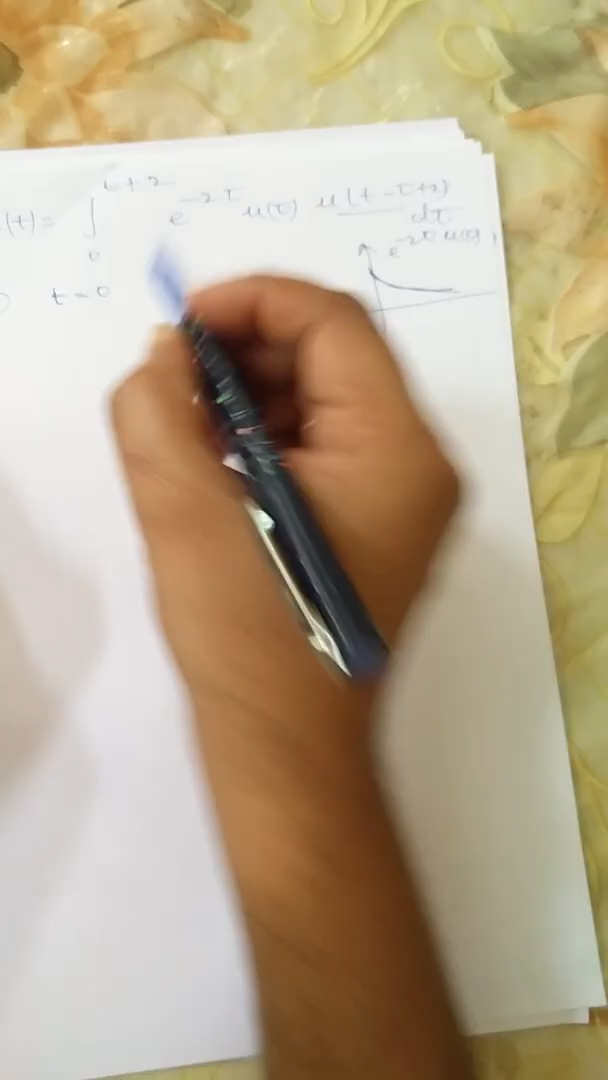 (t) = ∫₀^{t+2} e^{-2τ} u(τ) u(t-τ+2) dτ
e^{-2τ} u(τ)
t = 0